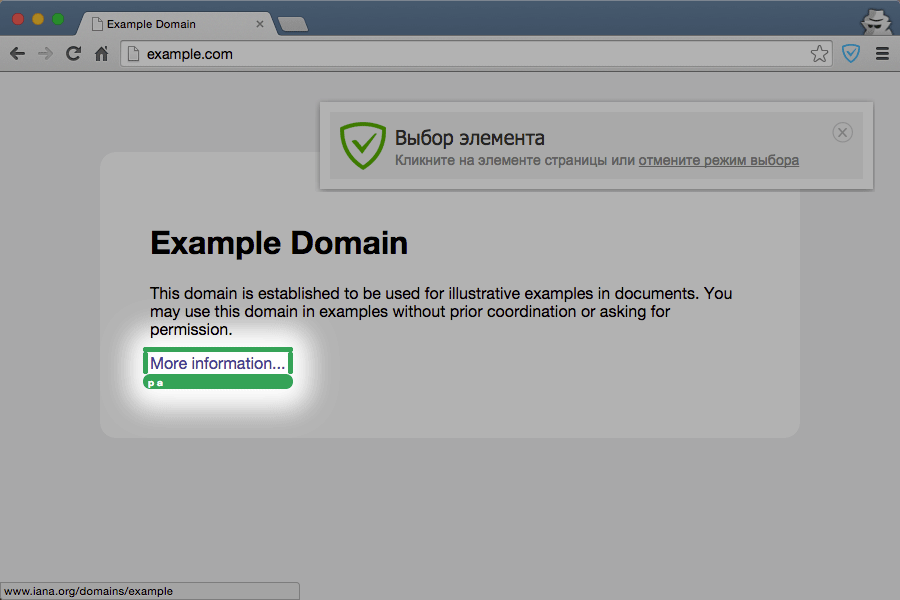 Example Domain
example.com
Выбор элемента
Кликните на элементе страницы или отмените режим выбора
Example Domain
This domain is established to be used for illustrative examples in documents. You
may use this domain in examples without prior coordination or asking for
permission.
More information...
p a
www.iana.org/domains/example